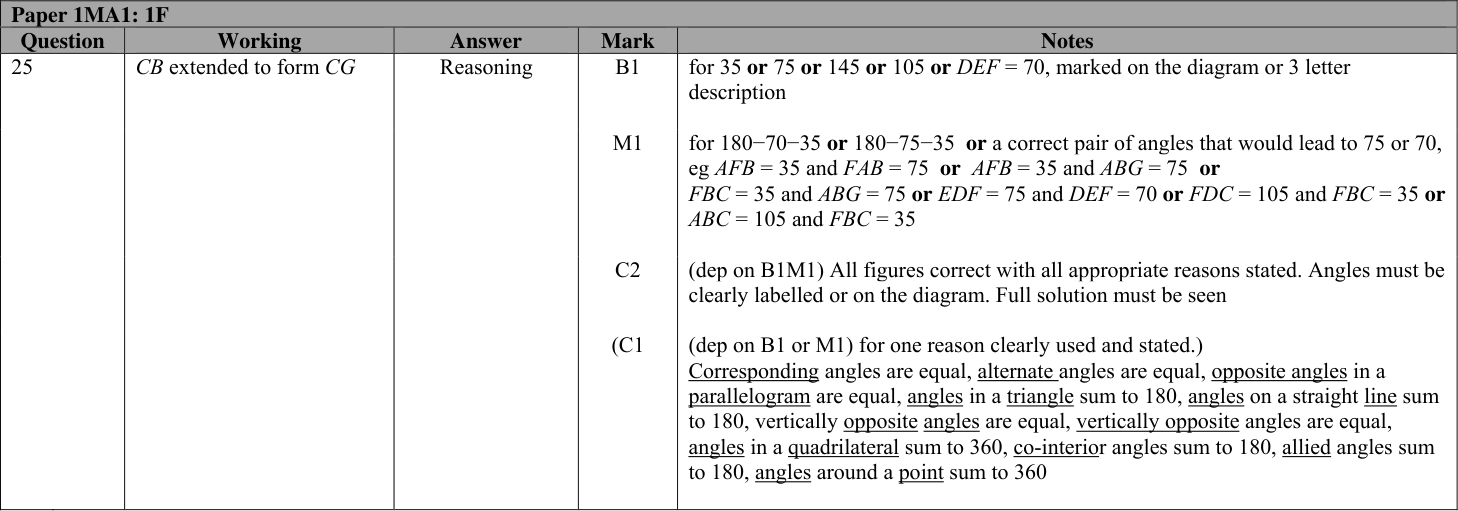 Paper 1MA1: 1F
Question Working Answer Mark Notes
25 CB extended to form CG Reasoning B1 for 35 or 75 or 145 or 105 or DEF = 70, marked on the diagram or 3 letter
description
M1 for 180−70−35 or 180−75−35 or a correct pair of angles that would lead to 75 or 70,
eg AFB = 35 and FAB = 75 or AFB = 35 and ABG = 75 or
FBC = 35 and ABG = 75 or EDF = 75 and DEF = 70 or FDC = 105 and FBC = 35 or
ABC = 105 and FBC = 35
C2 (dep on B1M1) All figures correct with all appropriate reasons stated. Angles must be
clearly labelled or on the diagram. Full solution must be seen
(C1 (dep on B1 or M1) for one reason clearly used and stated.)
Corresponding angles are equal, alternate angles are equal, opposite angles in a
parallelogram are equal, angles in a triangle sum to 180, angles on a straight line sum
to 180, vertically opposite angles are equal, vertically opposite angles are equal,
angles in a quadrilateral sum to 360, co-interior angles sum to 180, allied angles sum
to 180, angles around a point sum to 360